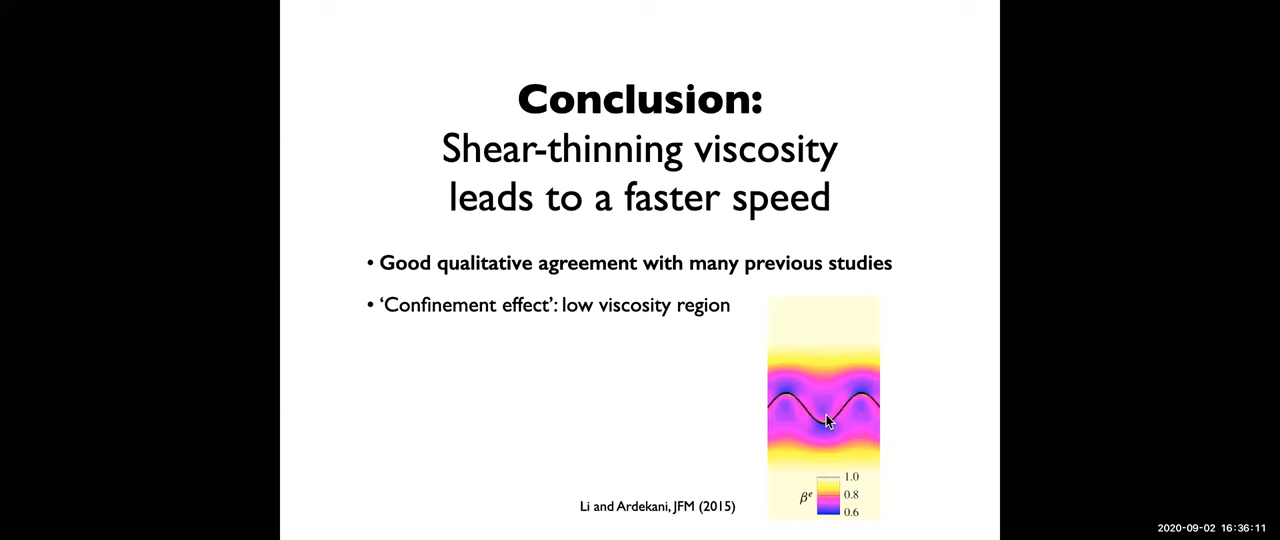 Conclusion:
Shear-thinning viscosity
leads to a faster speed
• Good qualitative agreement with many previous studies
• ‘Confinement effect’: low viscosity region
1.0
βᵉ 0.8
0.6
Li and Ardekani, JFM (2015)
2020-09-02 16:36:11